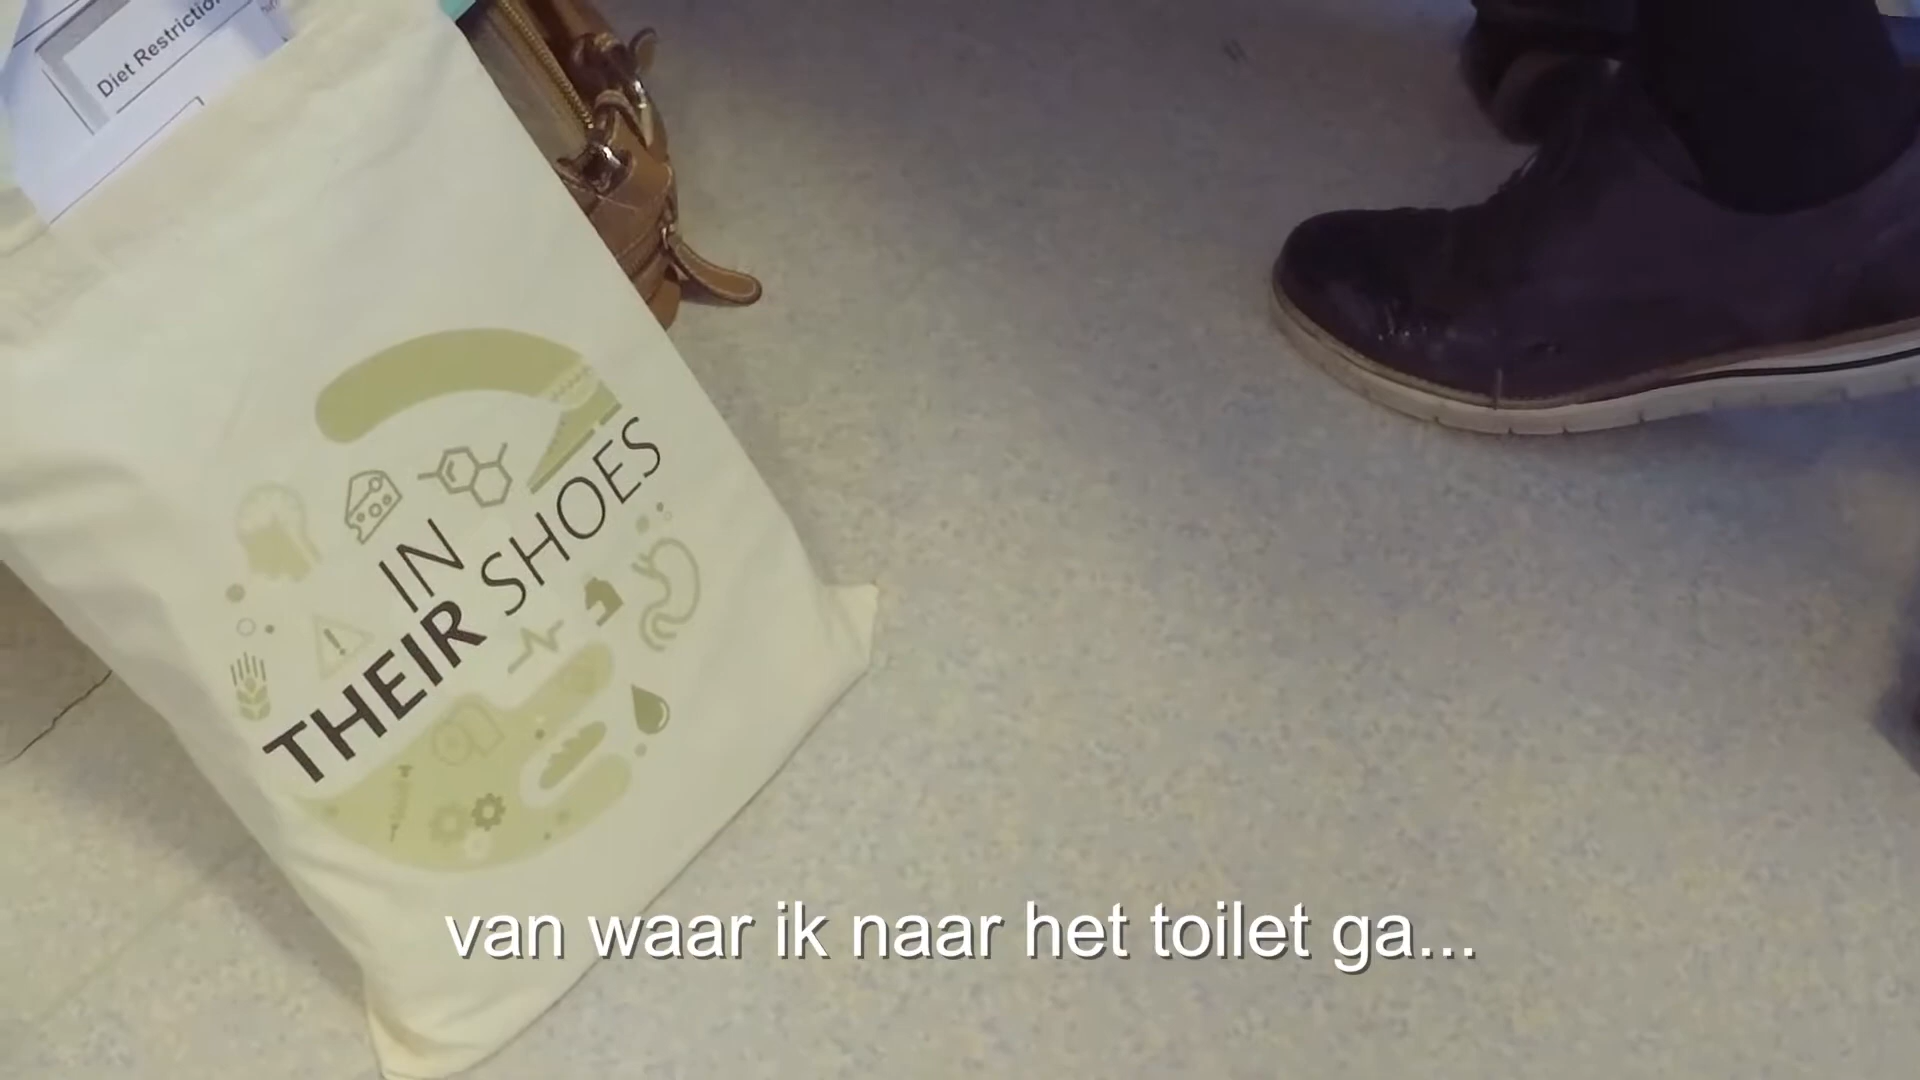 Diet Restriction
IN
THEIR SHOES
van waar ik naar het toilet ga...